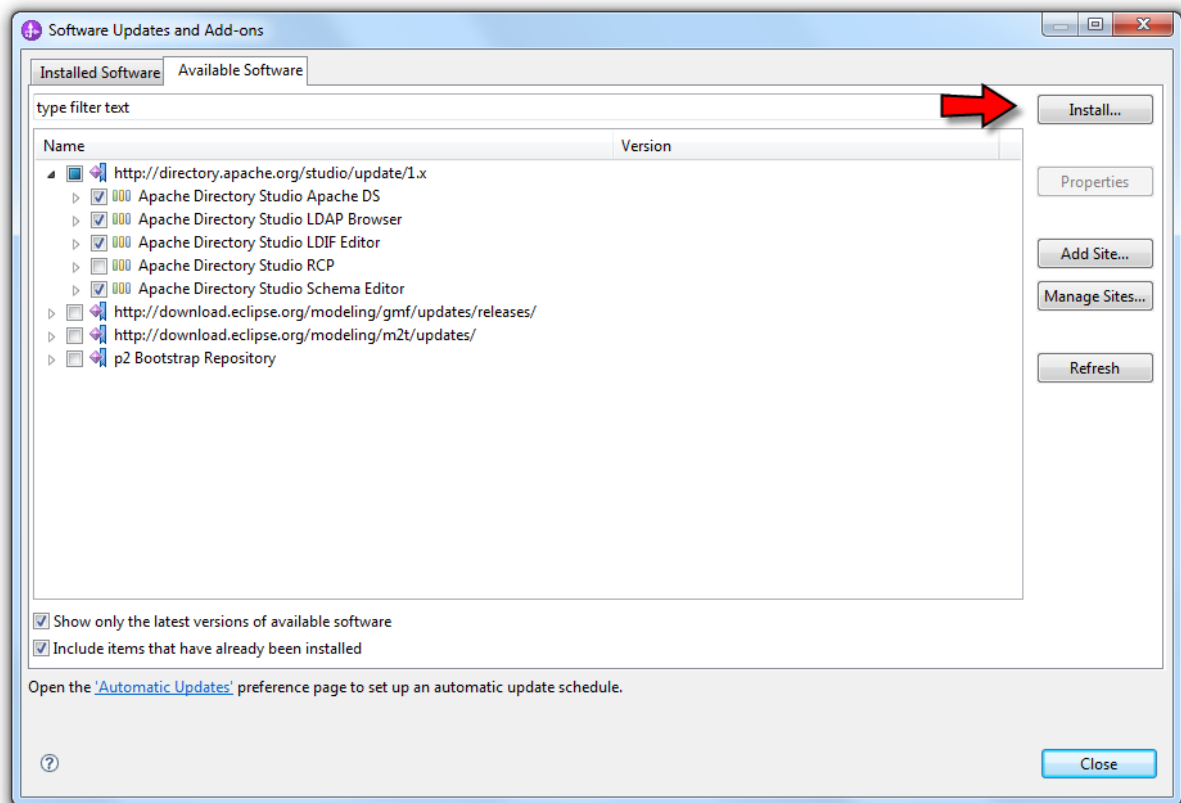 Software Updates and Add-ons
Installed Software Available Software
type filter text
Install...
Name Version
http://directory.apache.org/studio/update/1.x
Properties
Apache Directory Studio Apache DS
Apache Directory Studio LDAP Browser
Apache Directory Studio LDIF Editor
Add Site...
Apache Directory Studio RCP
Apache Directory Studio Schema Editor
Manage Sites...
http://download.eclipse.org/modeling/gmf/updates/releases/
http://download.eclipse.org/modeling/m2t/updates/
p2 Bootstrap Repository
Refresh
Show only the latest versions of available software
Include items that have already been installed
Open the 'Automatic Updates' preference page to set up an automatic update schedule.
?
Close